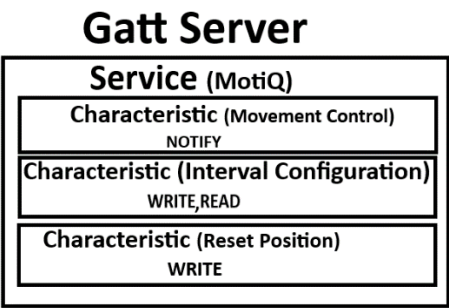 Gatt Server
Service (MotiQ)
Characteristic (Movement Control)
NOTIFY
Characteristic (Interval Configuration)
WRITE,READ
Characteristic (Reset Position)
WRITE